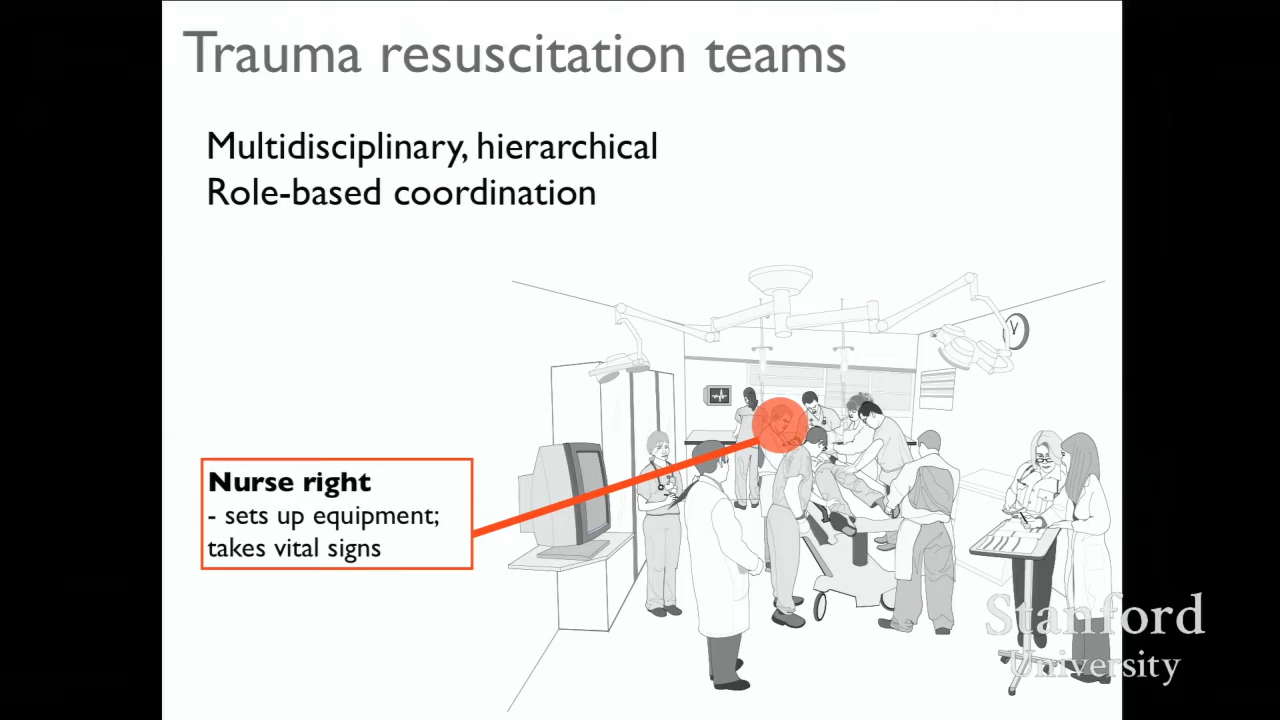 Trauma resuscitation teams
Multidisciplinary, hierarchical
Role-based coordination
Nurse right
- sets up equipment;
takes vital signs
Stanford
University